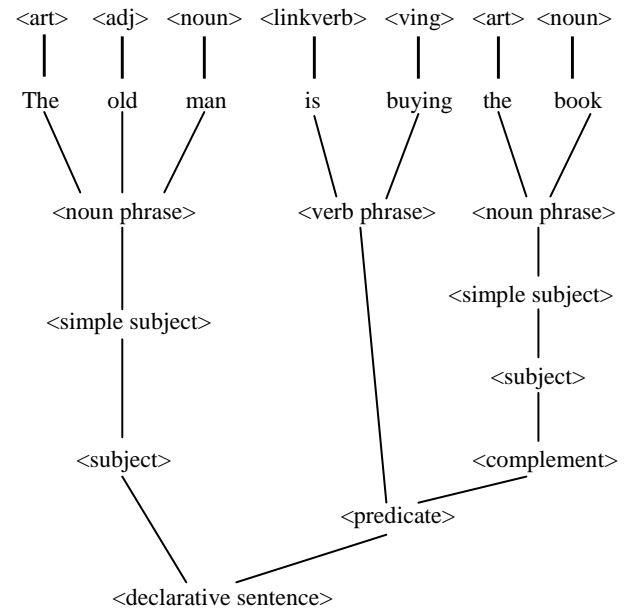 <art> <adj> <noun> <linkverb> <ving> <art> <noun>
The old man is buying the book
<noun phrase> <verb phrase> <noun phrase>
<simple subject>
<simple subject>
<subject>
<subject>
<complement>
<predicate>
<declarative sentence>